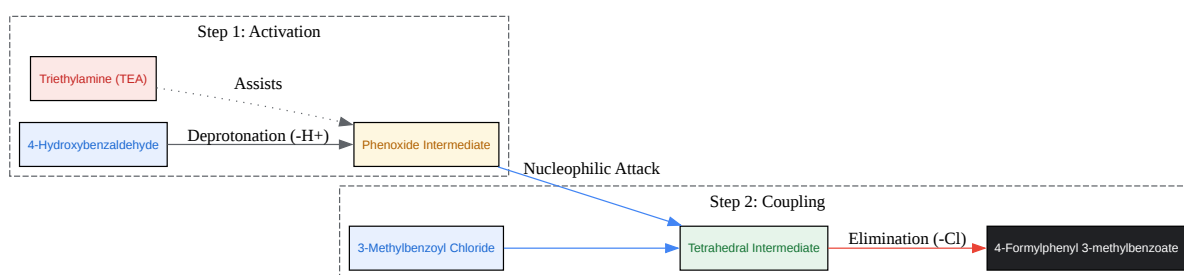 Step 1: Activation
Triethylamine (TEA)
Assists
4-Hydroxybenzaldehyde
Deprotonation (-H+)
Phenoxide Intermediate
Nucleophilic Attack
Step 2: Coupling
3-Methylbenzoyl Chloride
Tetrahedral Intermediate
Elimination (-Cl)
4-Formylphenyl 3-methylbenzoate